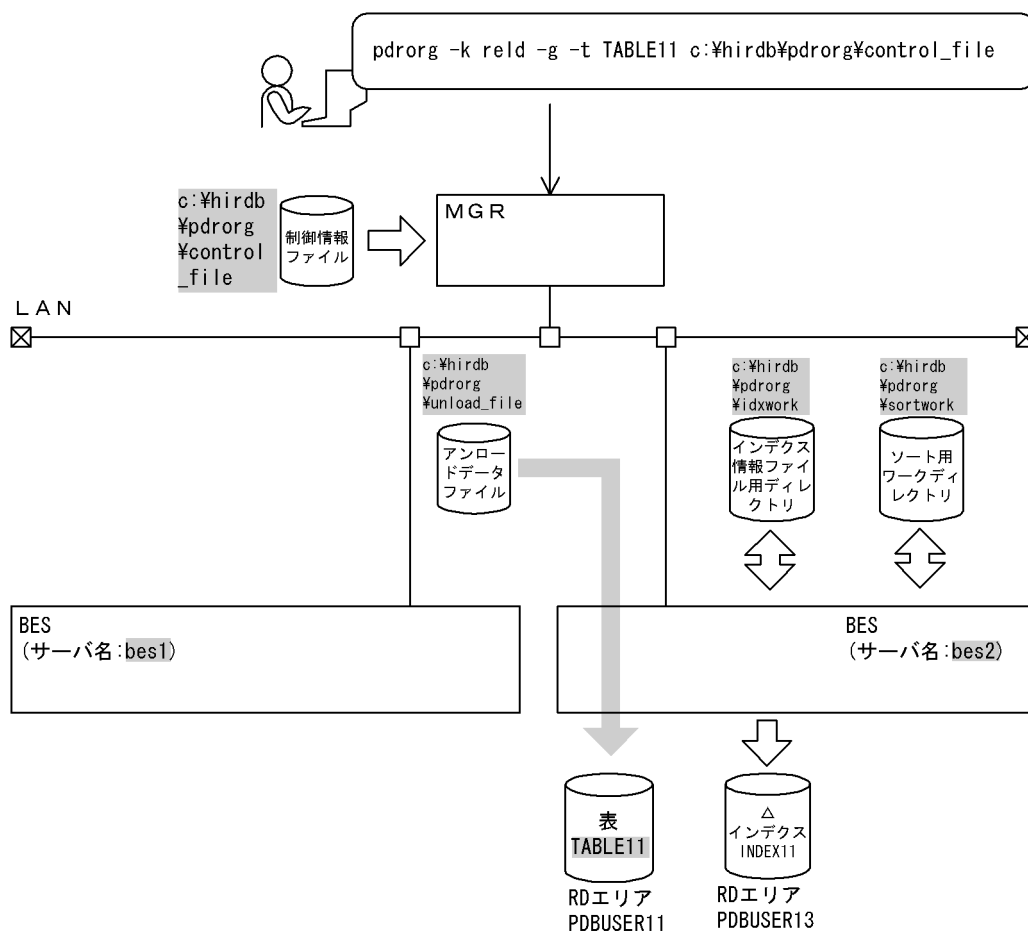 pdrorg -k reld -g -t TABLE11 c:¥hirdb¥pdrorg¥control_file
c:¥hirdb
¥pdrorg
¥control
_file
制御情報
ファイル
ＭＧＲ
ＬＡＮ
c:¥hirdb
¥pdrorg
¥unload_file
アンロー
ドデータ
ファイル
c:¥hirdb
¥pdrorg
¥idxwork
インデクス
情報ファイ
ル用ディレ
クトリ
c:¥hirdb
¥pdrorg
¥sortwork
ソート用
ワークディ
レクトリ
BES
(サーバ名:bes1)
BES
(サーバ名:bes2)
表
TABLE11
RDエリア
PDBUSER11
△
インデクス
INDEX11
RDエリア
PDBUSER13